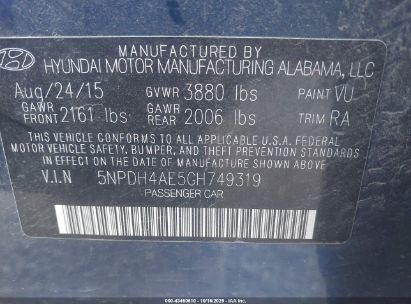 MANUFACTURED BY
HYUNDAI MOTOR MANUFACTURING ALABAMA, LLC
Aug/24/15 GVWR 3880 lbs PAINT VU
GAWR FRONT 2161 lbs GAWR REAR 2006 lbs TRIM RA
THIS VEHICLE CONFORMS TO ALL APPLICABLE U.S.A. FEDERAL
MOTOR VEHICLE SAFETY, BUMPER, AND THEFT PREVENTION STANDARDS
IN EFFECT ON THE DATE OF MANUFACTURE SHOWN ABOVE.
V.I.N 5NPDH4AE5GH749319
PASSENGER CAR